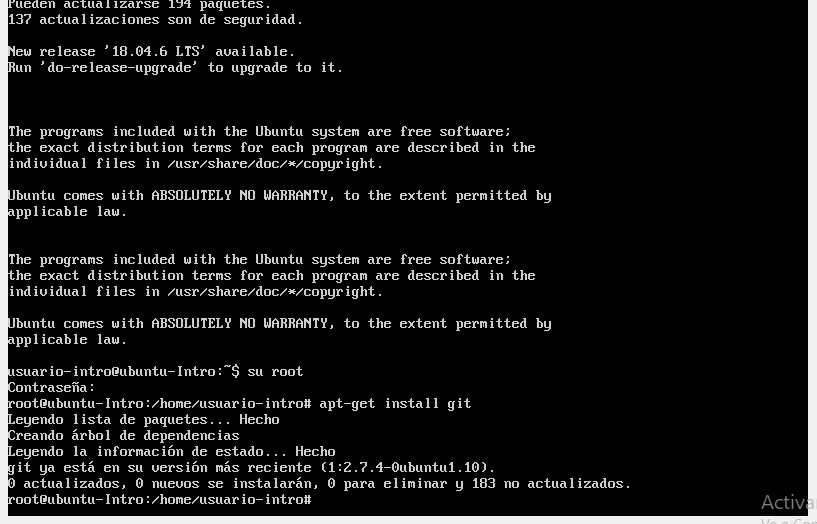 Pueden actualizarse 194 paquetes.
137 actualizaciones son de seguridad.
New release '18.04.6 LTS' available.
Run 'do-release-upgrade' to upgrade to it.
The programs included with the Ubuntu system are free software;
the exact distribution terms for each program are described in the
individual files in /usr/share/doc/*/copyright.
Ubuntu comes with ABSOLUTELY NO WARRANTY, to the extent permitted by
applicable law.
The programs included with the Ubuntu system are free software;
the exact distribution terms for each program are described in the
individual files in /usr/share/doc/*/copyright.
Ubuntu comes with ABSOLUTELY NO WARRANTY, to the extent permitted by
applicable law.
usuario-intro@ubuntu-Intro:~$ su root
Contraseña:
root@ubuntu-Intro:/home/usuario-intro# apt-get install git
Leyendo lista de paquetes... Hecho
Creando árbol de dependencias
Leyendo la información de estado... Hecho
git ya está en su versión más reciente (1:2.7.4-0ubuntu1.10).
0 actualizados, 0 nuevos se instalarán, 0 para eliminar y 183 no actualizados.
root@ubuntu-Intro:/home/usuario-intro#
Activa